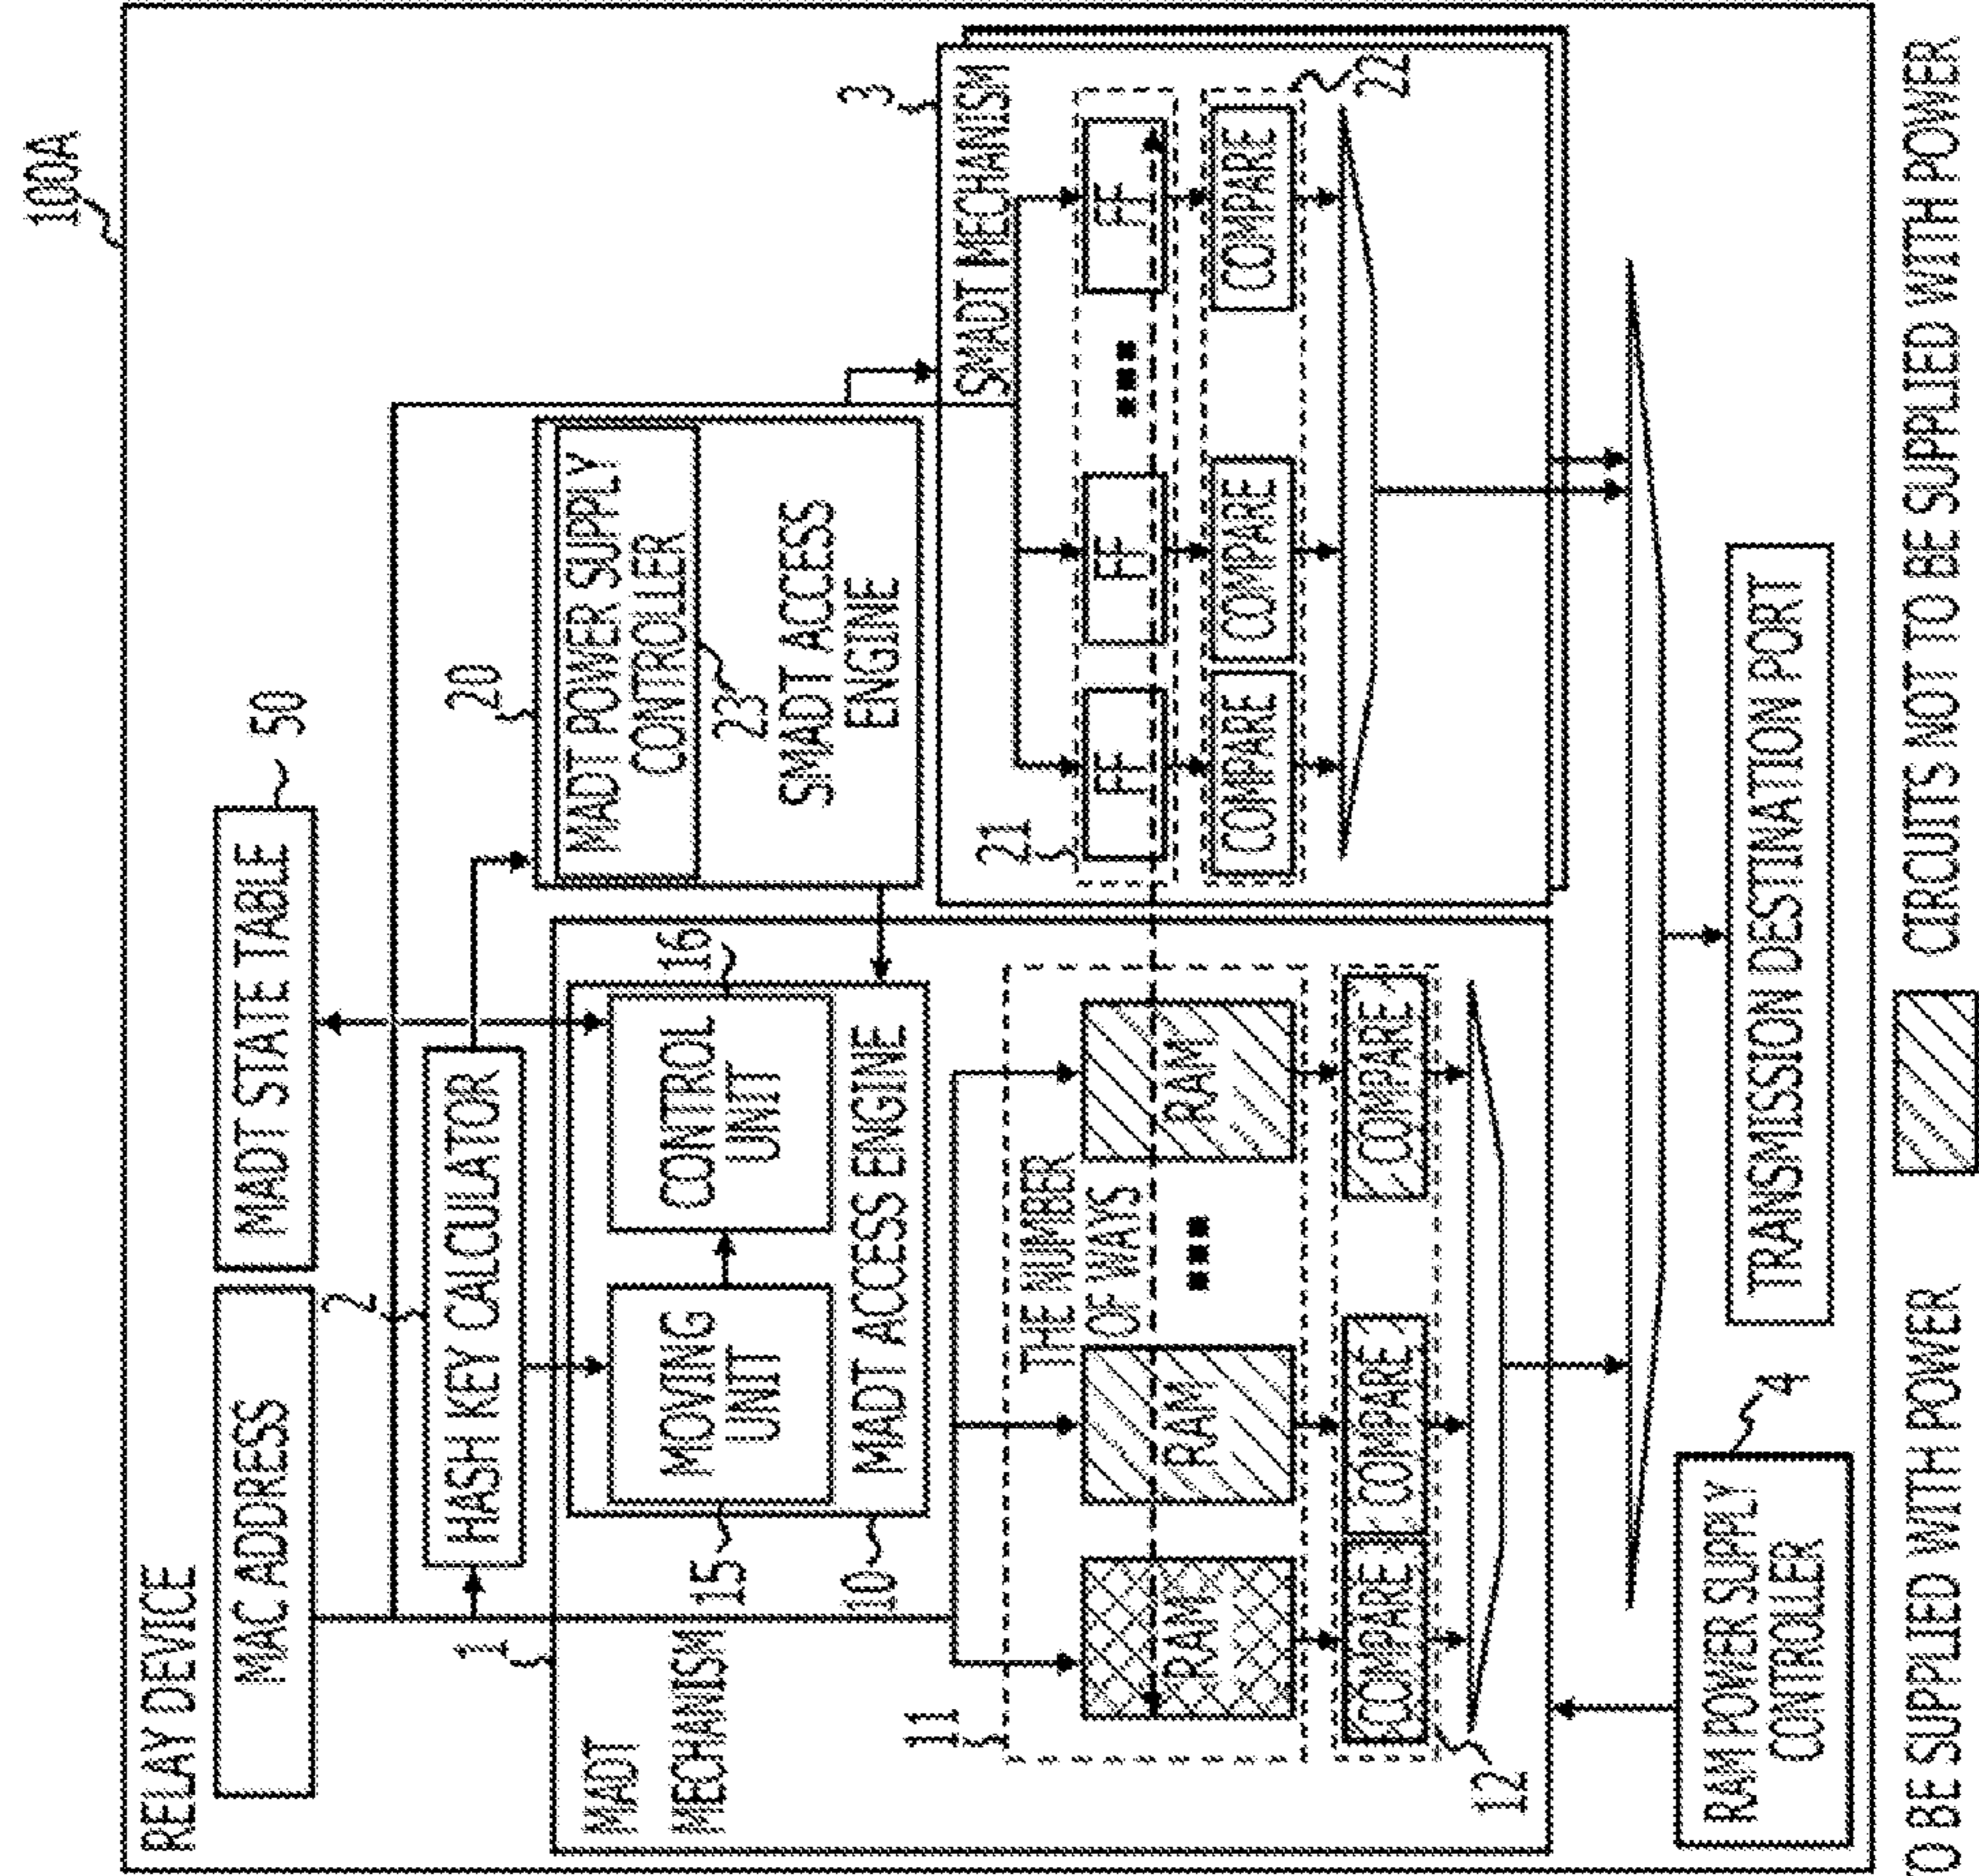 100A
RELAY DEVICE
MAC ADDRESS
MADT STATE TABLE
50
2
HASH KEY CALCULATOR
20
MADT POWER SUPPLY
CONTROLLER
23
SMADT ACCESS
ENGINE
1
MADT
MECHANISM
15
MOVING
UNIT
16
CONTROL
UNIT
10
MADT ACCESS ENGINE
3
SMADT MECHANISM
11
THE NUMBER
OF WAYS
RAM
RAM
RAM
21
FF
FF
FF
COMPARE
COMPARE
COMPARE
22
COMPARE
COMPARE
COMPARE
12
RAM POWER SUPPLY
CONTROLLER
4
TRANSMISSION DESTINATION PORT
O BE SUPPLIED WITH POWER
CIRCUITS NOT TO BE SUPPLIED WITH POWER